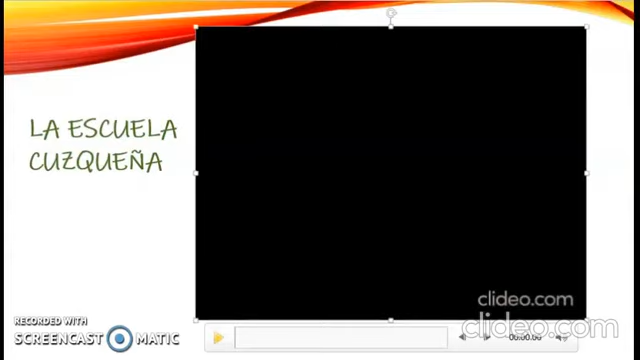 LA ESCUELA
CUZQUEÑA
clideo.com
clideo.com
RECORDED WITH
SCREENCAST MATIC
00:00.00